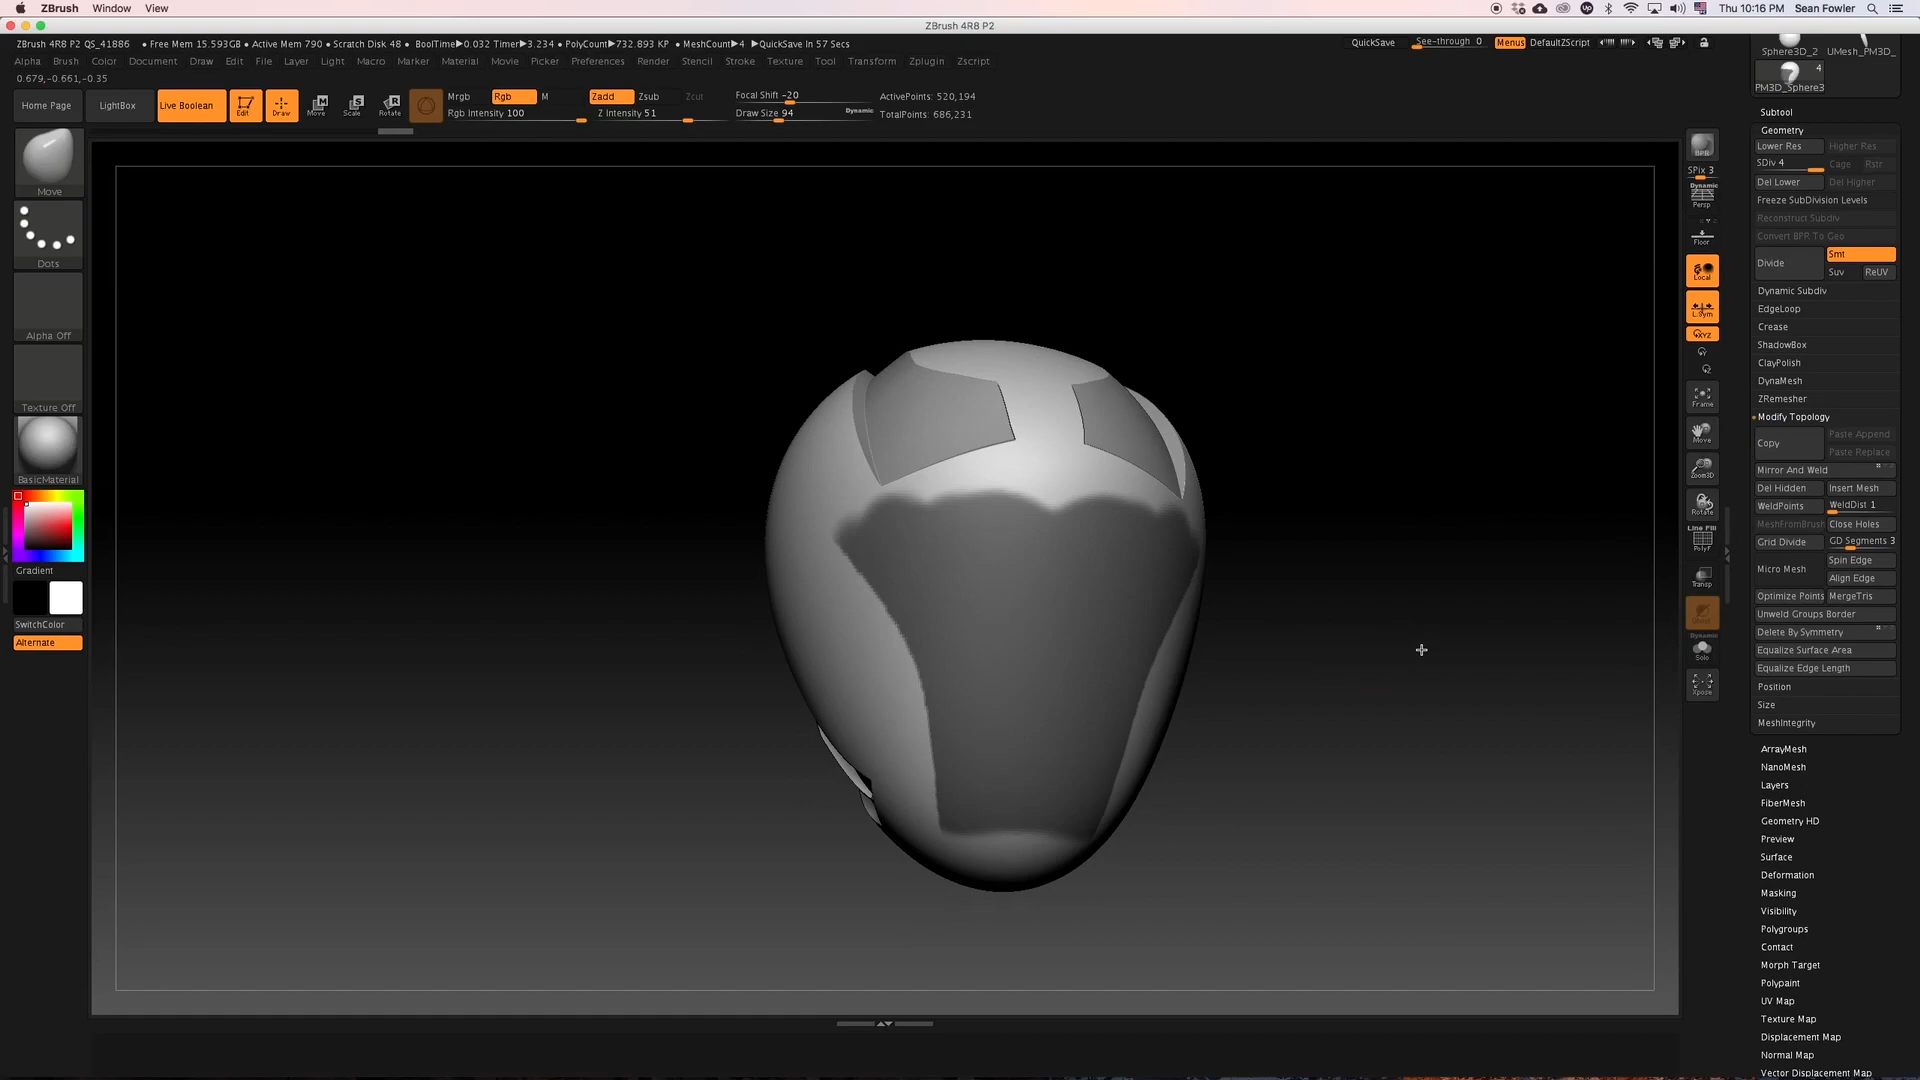 ZBrush Window View
Thu 10:16 PM Sean Fowler
ZBrush 4R8 P2
ZBrush 4R8 P2 QS_41886 • Free Mem 15.593GB • Active Mem 790 • Scratch Disk 48 • BoolTime▶0.032 Timer▶3.234 • PolyCount▶732.893 KP • MeshCount▶4 ▶QuickSave In 57 Secs
QuickSave See-through 0 Menus DefaultZScript
Alpha Brush Color Document Draw Edit File Layer Light Macro Marker Material Movie Picker Preferences Render Stencil Stroke Texture Tool Transform Zplugin Zscript
0.679,-0.661,-0.35
Home Page LightBox Live Boolean Edit Draw Move Scale Rotate
Mrgb Rgb M Zadd Zsub Zcut Focal Shift -20 ActivePoints: 520,194
Rgb Intensity 100 Z Intensity 51 Draw Size 94 Dynamic TotalPoints: 686,231
Move
Dots
Alpha Off
Texture Off
BasicMaterial
Gradient
SwitchColor
Alternate
BPR
SPix 3
Dynamic
Persp
Floor
Local
L.Sym
XYZ
Frame
Move
Zoom3D
Rotate
Line Fill
PolyF
Transp
Ghost
Dynamic
Solo
Xpose
Sphere3D_2 UMesh_PM3D_
4
PM3D_Sphere3
Subtool
Geometry
Lower Res Higher Res
SDiv 4 Cage Rstr
Del Lower Del Higher
Freeze SubDivision Levels
Reconstruct Subdiv
Convert BPR To Geo
Divide Smt
Suv ReUV
Dynamic Subdiv
EdgeLoop
Crease
ShadowBox
ClayPolish
DynaMesh
ZRemesher
Modify Topology
Copy Paste Append
Paste Replace
Mirror And Weld
Del Hidden Insert Mesh
WeldPoints WeldDist 1
MeshFromBrush Close Holes
Grid Divide GD Segments 3
Micro Mesh Spin Edge
Align Edge
Optimize Points MergeTris
Unweld Groups Border
Delete By Symmetry
Equalize Surface Area
Equalize Edge Length
Position
Size
MeshIntegrity
ArrayMesh
NanoMesh
Layers
FiberMesh
Geometry HD
Preview
Surface
Deformation
Masking
Visibility
Polygroups
Contact
Morph Target
Polypaint
UV Map
Texture Map
Displacement Map
Normal Map
Vector Displacement Map